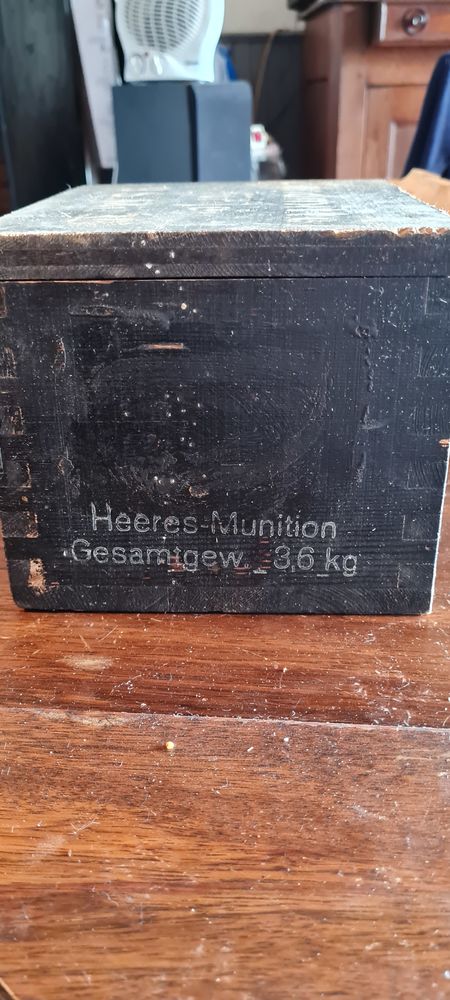 Heeres-Munition
Gesamtgew. 3,6 kg